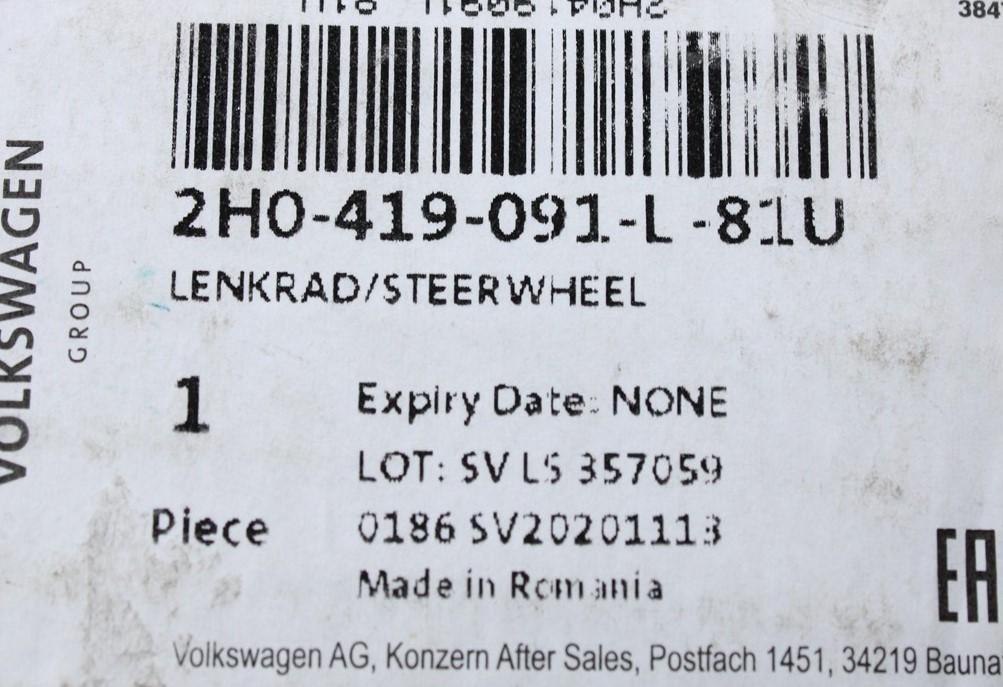 384
2H0-419-091-L -81U
LENKRAD/STEERWHEEL
1
Expiry Date: NONE
LOT: SV LS 357059
Piece
0186 SV20201113
Made in Romania
Volkswagen AG, Konzern After Sales, Postfach 1451, 34219 Bauna
VOLKSWAGEN
GROUP
EAC